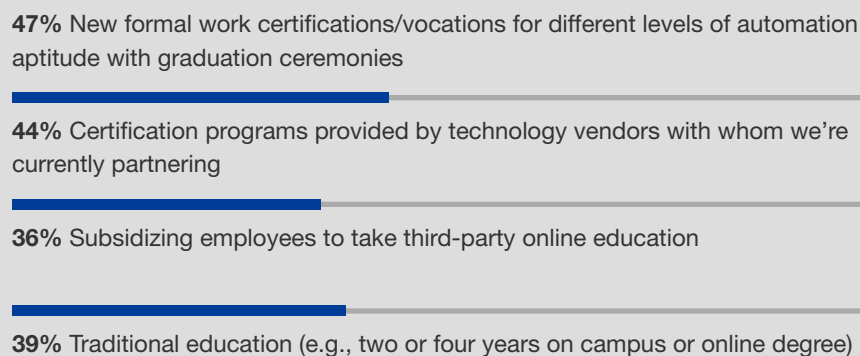 47% New formal work certifications/vocations for different levels of automation
aptitude with graduation ceremonies
44% Certification programs provided by technology vendors with whom we’re
currently partnering
36% Subsidizing employees to take third-party online education
39% Traditional education (e.g., two or four years on campus or online degree)